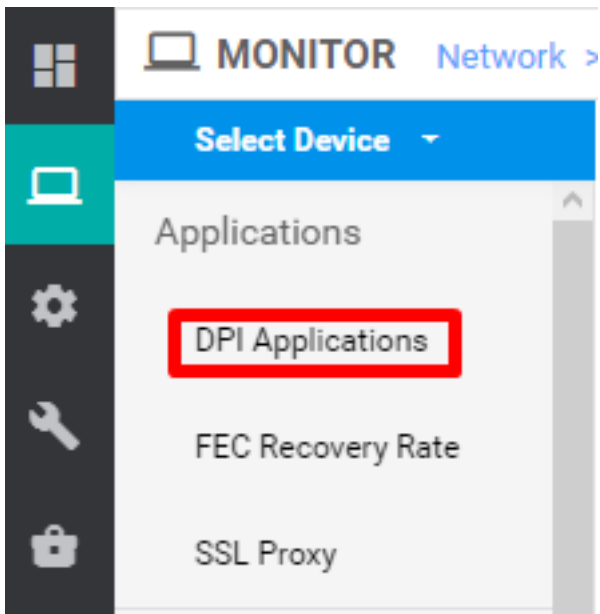 MONITOR Network >
Select Device
Applications
DPI Applications
FEC Recovery Rate
SSL Proxy